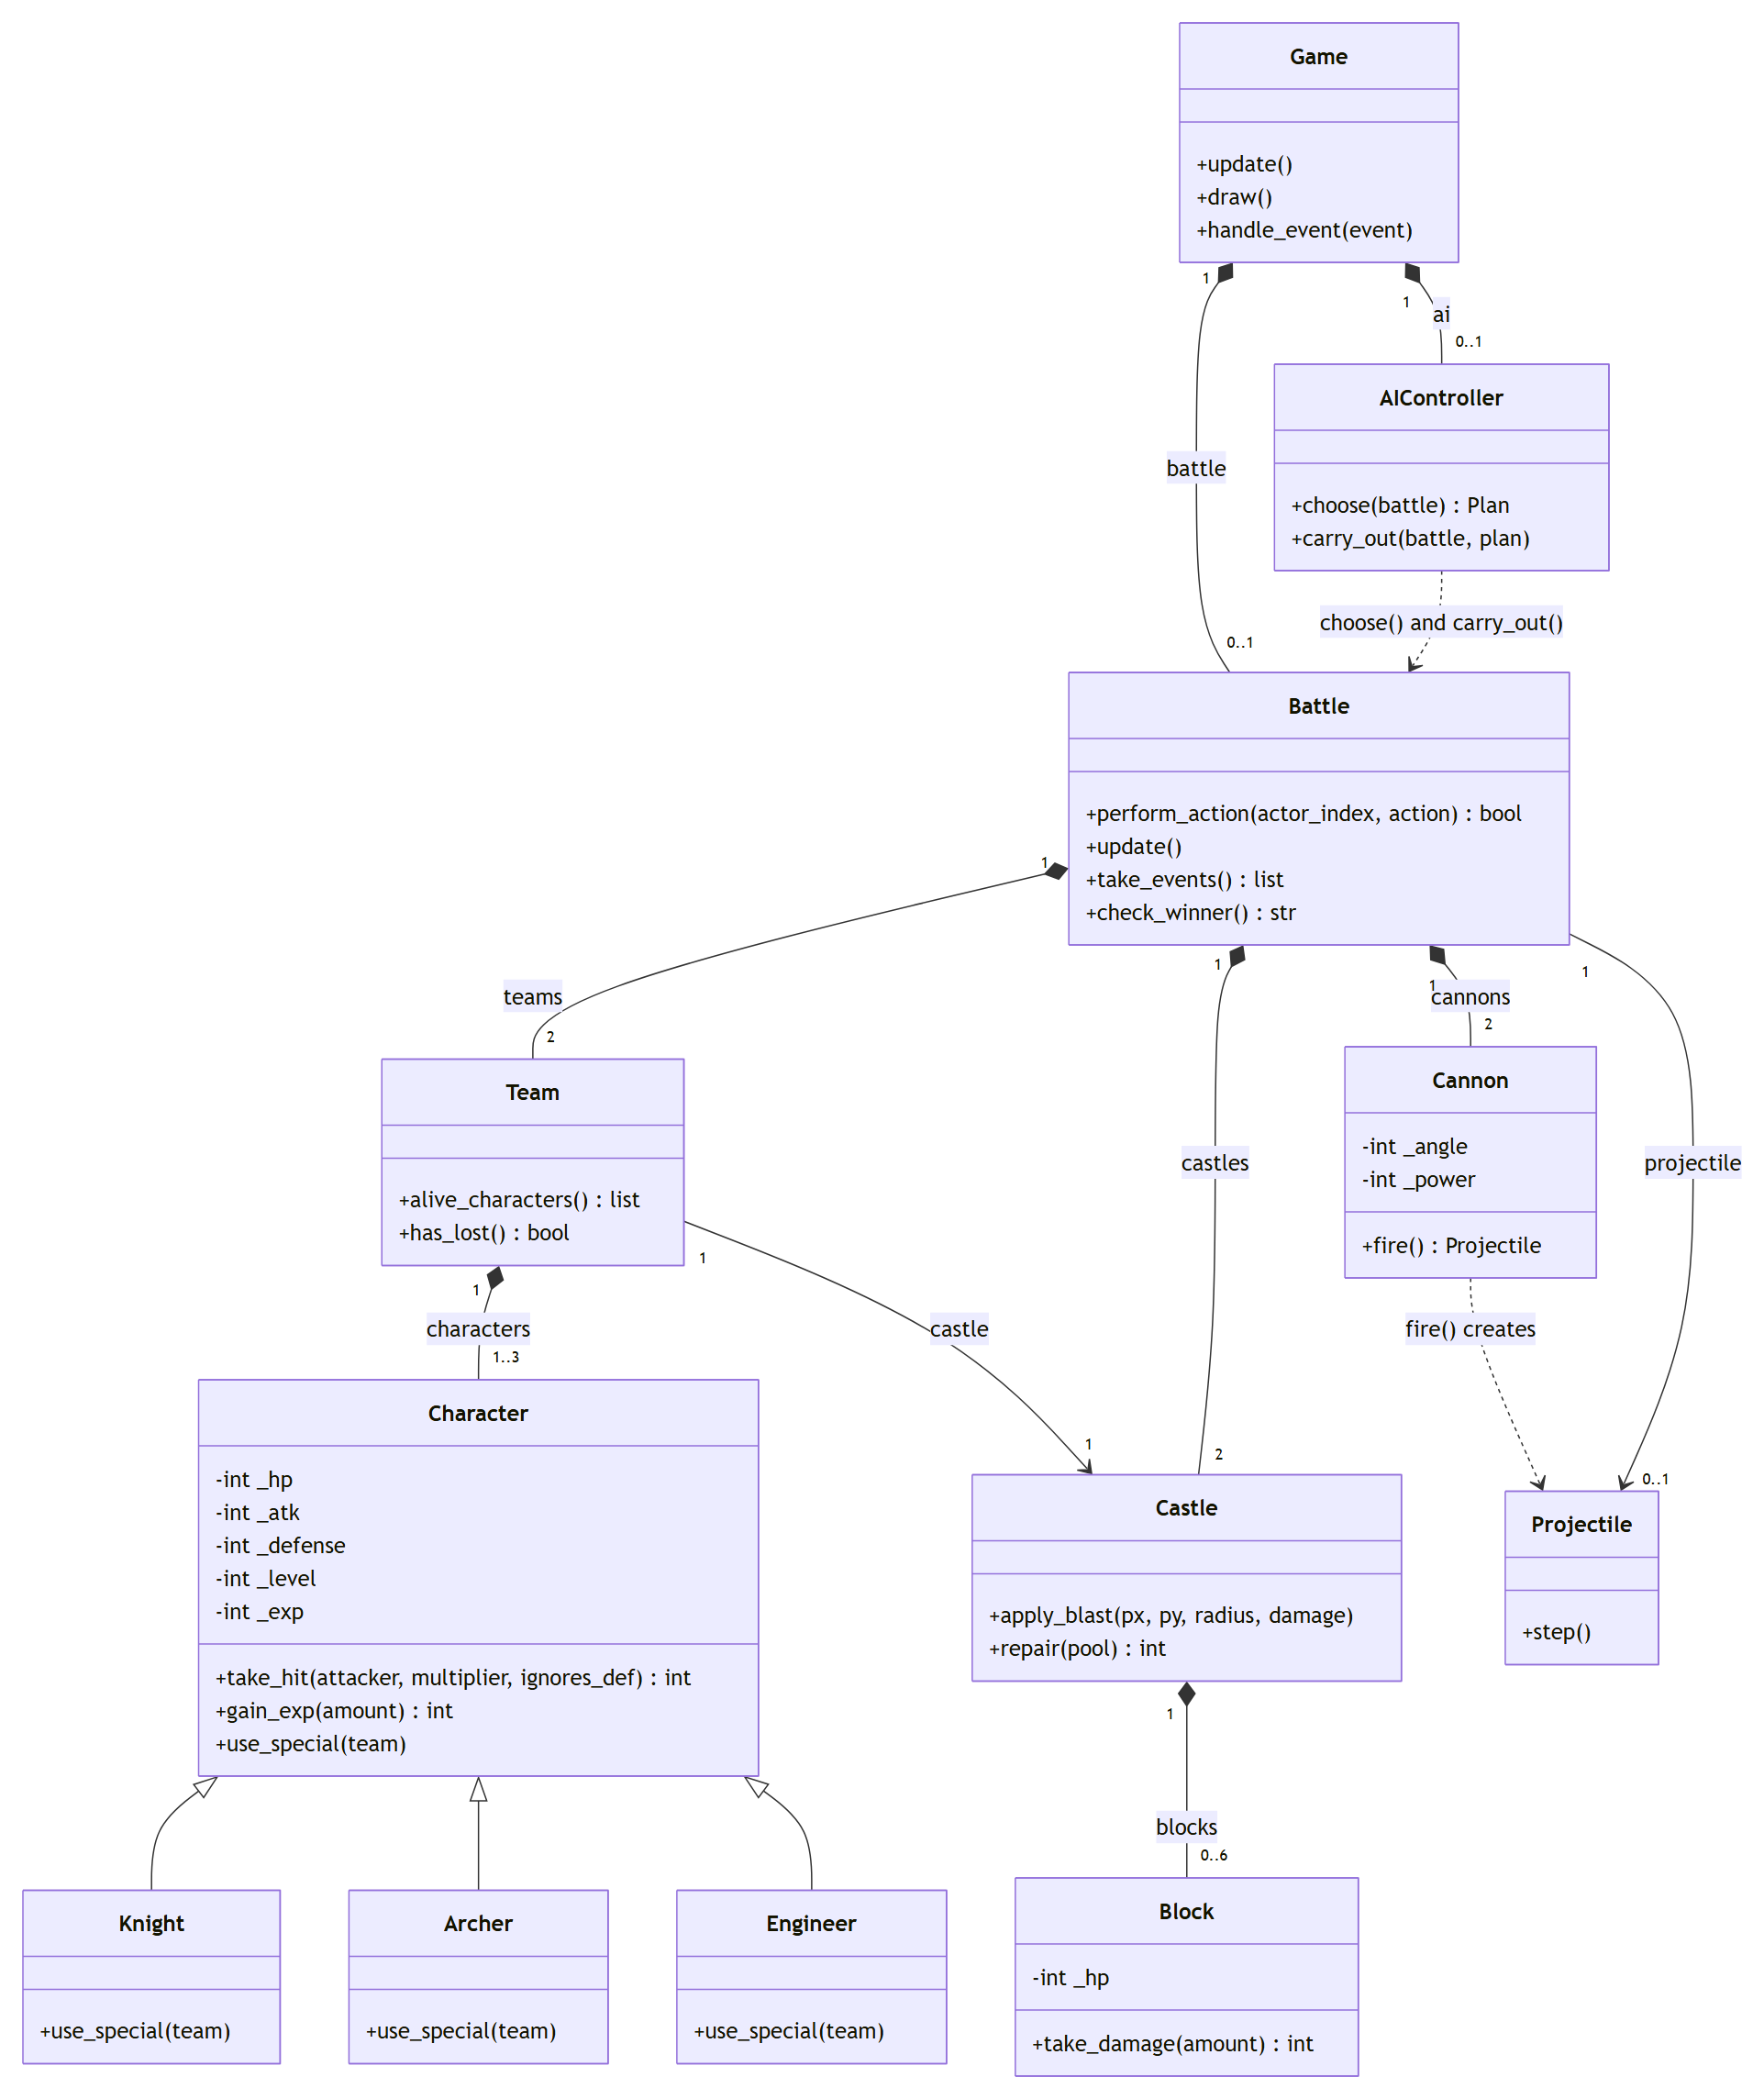 Game
+update()
+draw()
+handle_event(event)
1
1
ai
0..1
AIController
+choose(battle) : Plan
+carry_out(battle, plan)
battle
choose() and carry_out()
0..1
Battle
+perform_action(actor_index, action) : bool
+update()
+take_events() : list
+check_winner() : str
1
1
1
1
teams
cannons
2
2
Team
+alive_characters() : list
+has_lost() : bool
Cannon
-int _angle
-int _power
+fire() : Projectile
castles
projectile
1
1
characters
1..3
castle
fire() creates
1
2
0..1
Character
-int _hp
-int _atk
-int _defense
-int _level
-int _exp
+take_hit(attacker, multiplier, ignores_def) : int
+gain_exp(amount) : int
+use_special(team)
Castle
+apply_blast(px, py, radius, damage)
+repair(pool) : int
Projectile
+step()
1
blocks
0..6
Knight
+use_special(team)
Archer
+use_special(team)
Engineer
+use_special(team)
Block
-int _hp
+take_damage(amount) : int